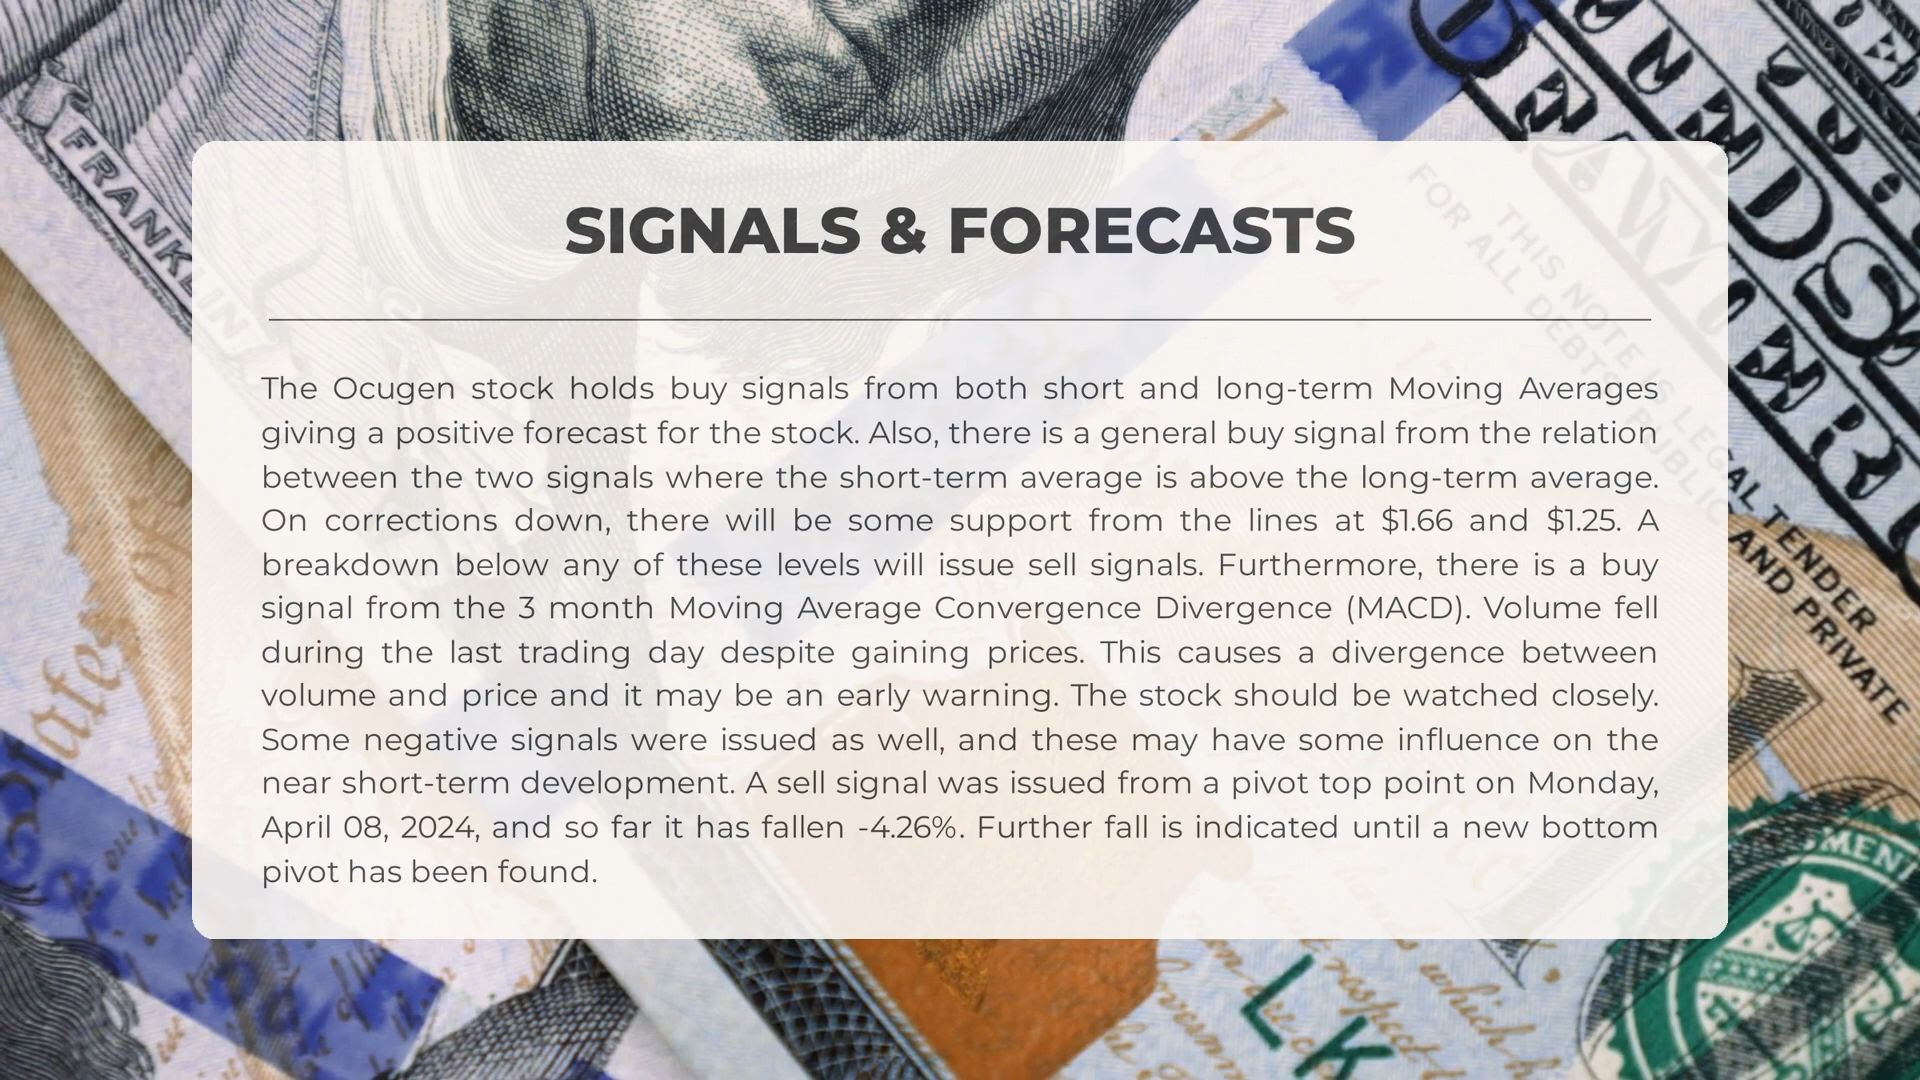 FRANKLIN
THIS NOTE IS LEGAL TENDER
FOR ALL DEBTS PUBLIC AND PRIVATE
SIGNALS & FORECASTS
The Ocugen stock holds buy signals from both short and long-term Moving Averages
giving a positive forecast for the stock. Also, there is a general buy signal from the relation
between the two signals where the short-term average is above the long-term average.
On corrections down, there will be some support from the lines at $1.66 and $1.25. A
breakdown below any of these levels will issue sell signals. Furthermore, there is a buy
signal from the 3 month Moving Average Convergence Divergence (MACD). Volume fell
during the last trading day despite gaining prices. This causes a divergence between
volume and price and it may be an early warning. The stock should be watched closely.
Some negative signals were issued as well, and these may have some influence on the
near short-term development. A sell signal was issued from a pivot top point on Monday,
April 08, 2024, and so far it has fallen -4.26%. Further fall is indicated until a new bottom
pivot has been found.
LK